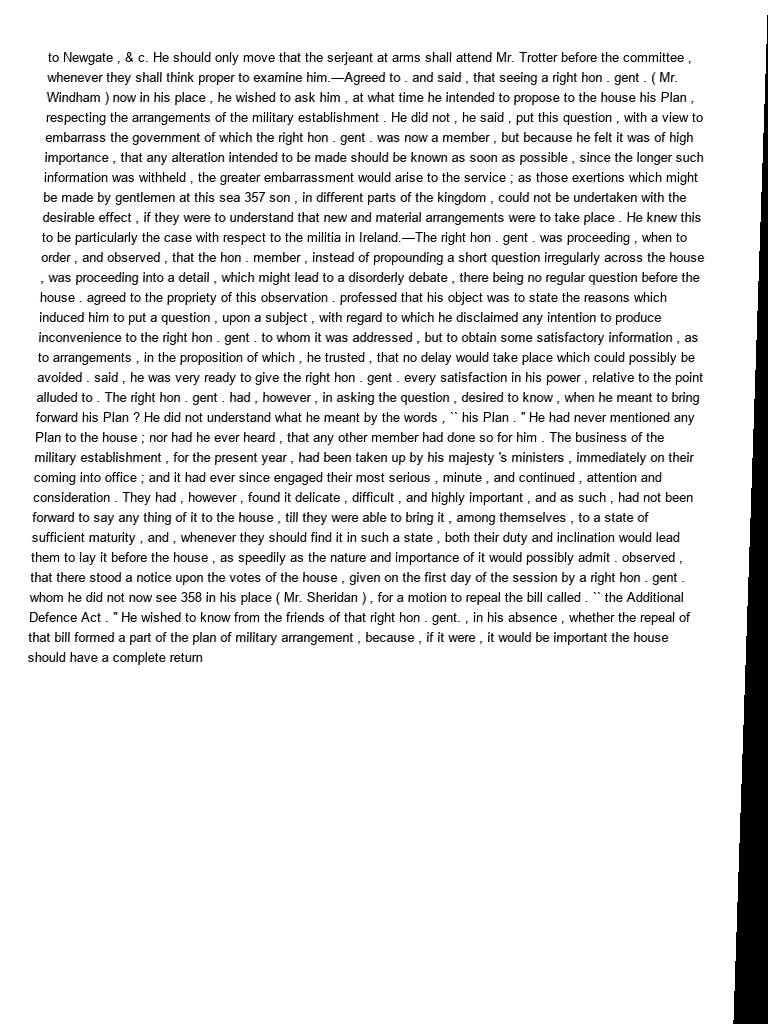 to Newgate , & c. He should only move that the serjeant at arms shall attend Mr. Trotter before the committee ,
whenever they shall think proper to examine him.—Agreed to . and said , that seeing a right hon . gent . ( Mr.
Windham ) now in his place , he wished to ask him , at what time he intended to propose to the house his Plan ,
respecting the arrangements of the military establishment . He did not , he said , put this question , with a view to
embarrass the government of which the right hon . gent . was now a member , but because he felt it was of high
importance , that any alteration intended to be made should be known as soon as possible , since the longer such
information was withheld , the greater embarrassment would arise to the service ; as those exertions which might
be made by gentlemen at this sea 357 son , in different parts of the kingdom , could not be undertaken with the
desirable effect , if they were to understand that new and material arrangements were to take place . He knew this
to be particularly the case with respect to the militia in Ireland.—The right hon . gent . was proceeding , when to
order , and observed , that the hon . member , instead of propounding a short question irregularly across the house
, was proceeding into a detail , which might lead to a disorderly debate , there being no regular question before the
house . agreed to the propriety of this observation . professed that his object was to state the reasons which
induced him to put a question , upon a subject , with regard to which he disclaimed any intention to produce
inconvenience to the right hon . gent . to whom it was addressed , but to obtain some satisfactory information , as
to arrangements , in the proposition of which , he trusted , that no delay would take place which could possibly be
avoided . said , he was very ready to give the right hon . gent . every satisfaction in his power , relative to the point
alluded to . The right hon . gent . had , however , in asking the question , desired to know , when he meant to bring
forward his Plan ? He did not understand what he meant by the words , `` his Plan . " He had never mentioned any
Plan to the house ; nor had he ever heard , that any other member had done so for him . The business of the
military establishment , for the present year , had been taken up by his majesty 's ministers , immediately on their
coming into office ; and it had ever since engaged their most serious , minute , and continued , attention and
consideration . They had , however , found it delicate , difficult , and highly important , and as such , had not been
forward to say any thing of it to the house , till they were able to bring it , among themselves , to a state of
sufficient maturity , and , whenever they should find it in such a state , both their duty and inclination would lead
them to lay it before the house , as speedily as the nature and importance of it would possibly admit . observed ,
that there stood a notice upon the votes of the house , given on the first day of the session by a right hon . gent .
whom he did not now see 358 in his place ( Mr. Sheridan ) , for a motion to repeal the bill called . `` the Additional
Defence Act . " He wished to know from the friends of that right hon . gent. , in his absence , whether the repeal of
that bill formed a part of the plan of military arrangement , because , if it were , it would be important the house
should have a complete return